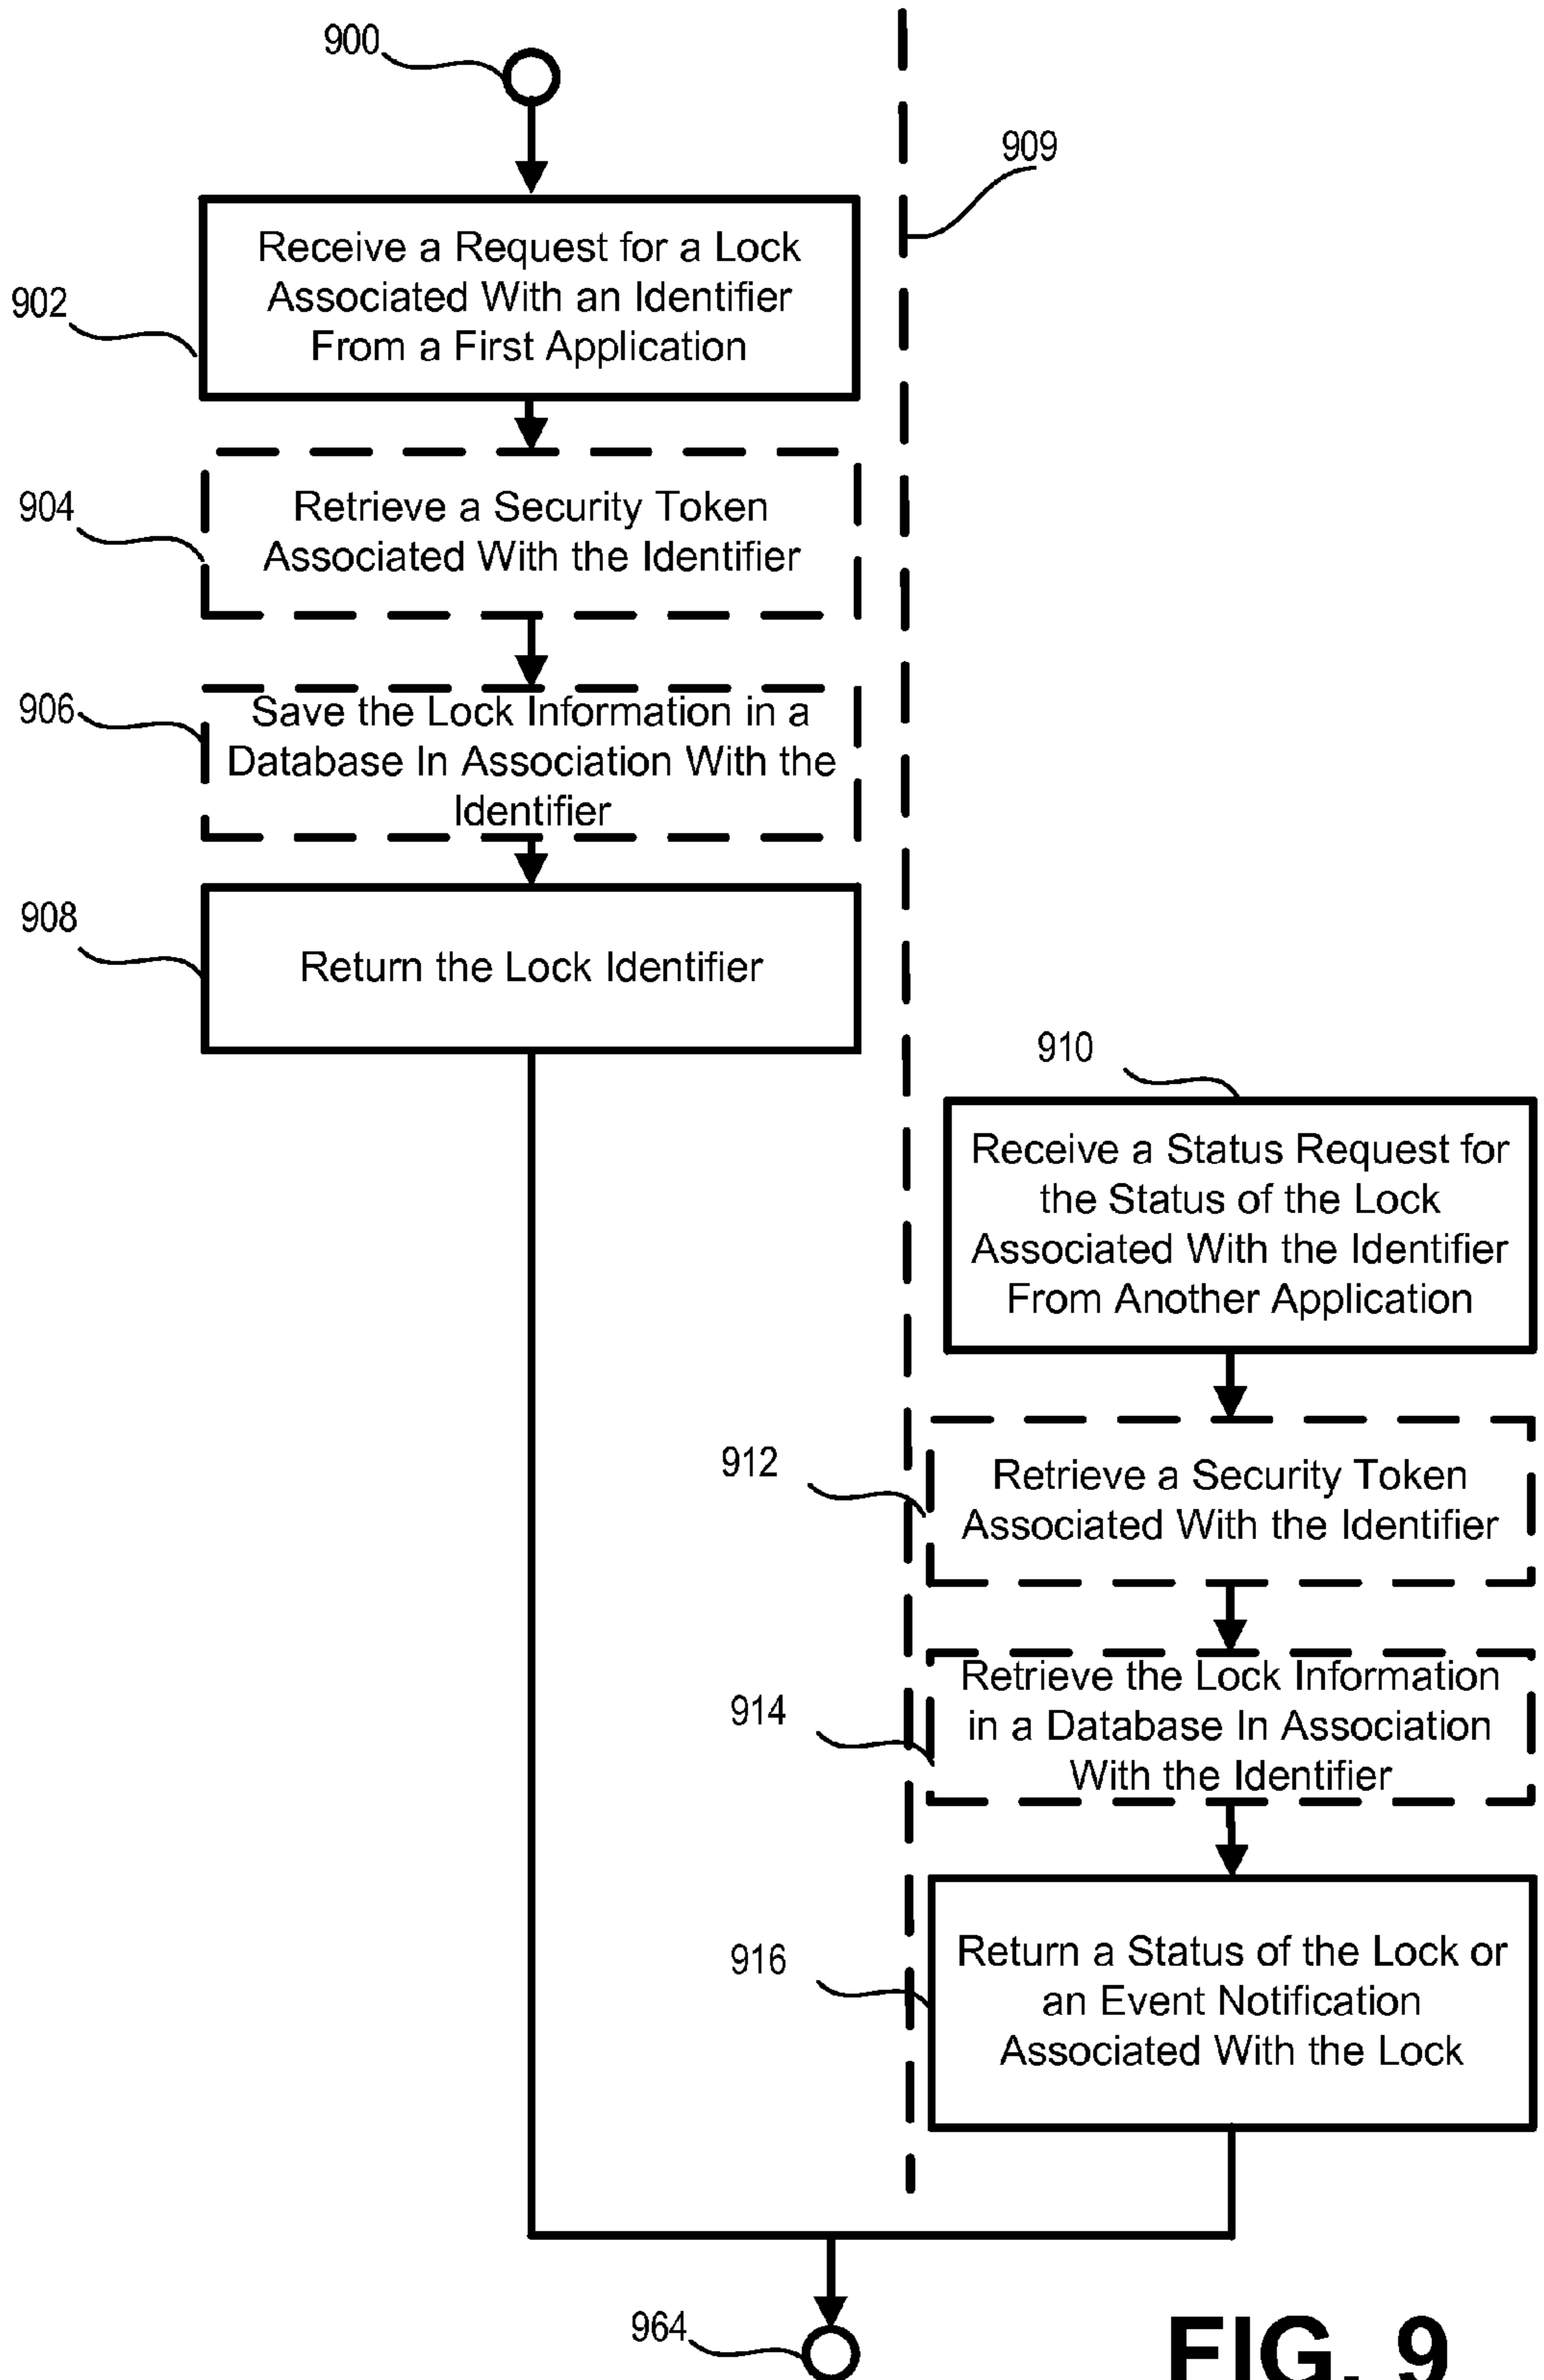 900
909
902
Receive a Request for a Lock
Associated With an Identifier
From a First Application
904
Retrieve a Security Token
Associated With the Identifier
906
Save the Lock Information in a
Database In Association With the
Identifier
908
Return the Lock Identifier
910
Receive a Status Request for
the Status of the Lock
Associated With the Identifier
From Another Application
912
Retrieve a Security Token
Associated With the Identifier
914
Retrieve the Lock Information
in a Database In Association
With the Identifier
916
Return a Status of the Lock or
an Event Notification
Associated With the Lock
964
FIG. 9